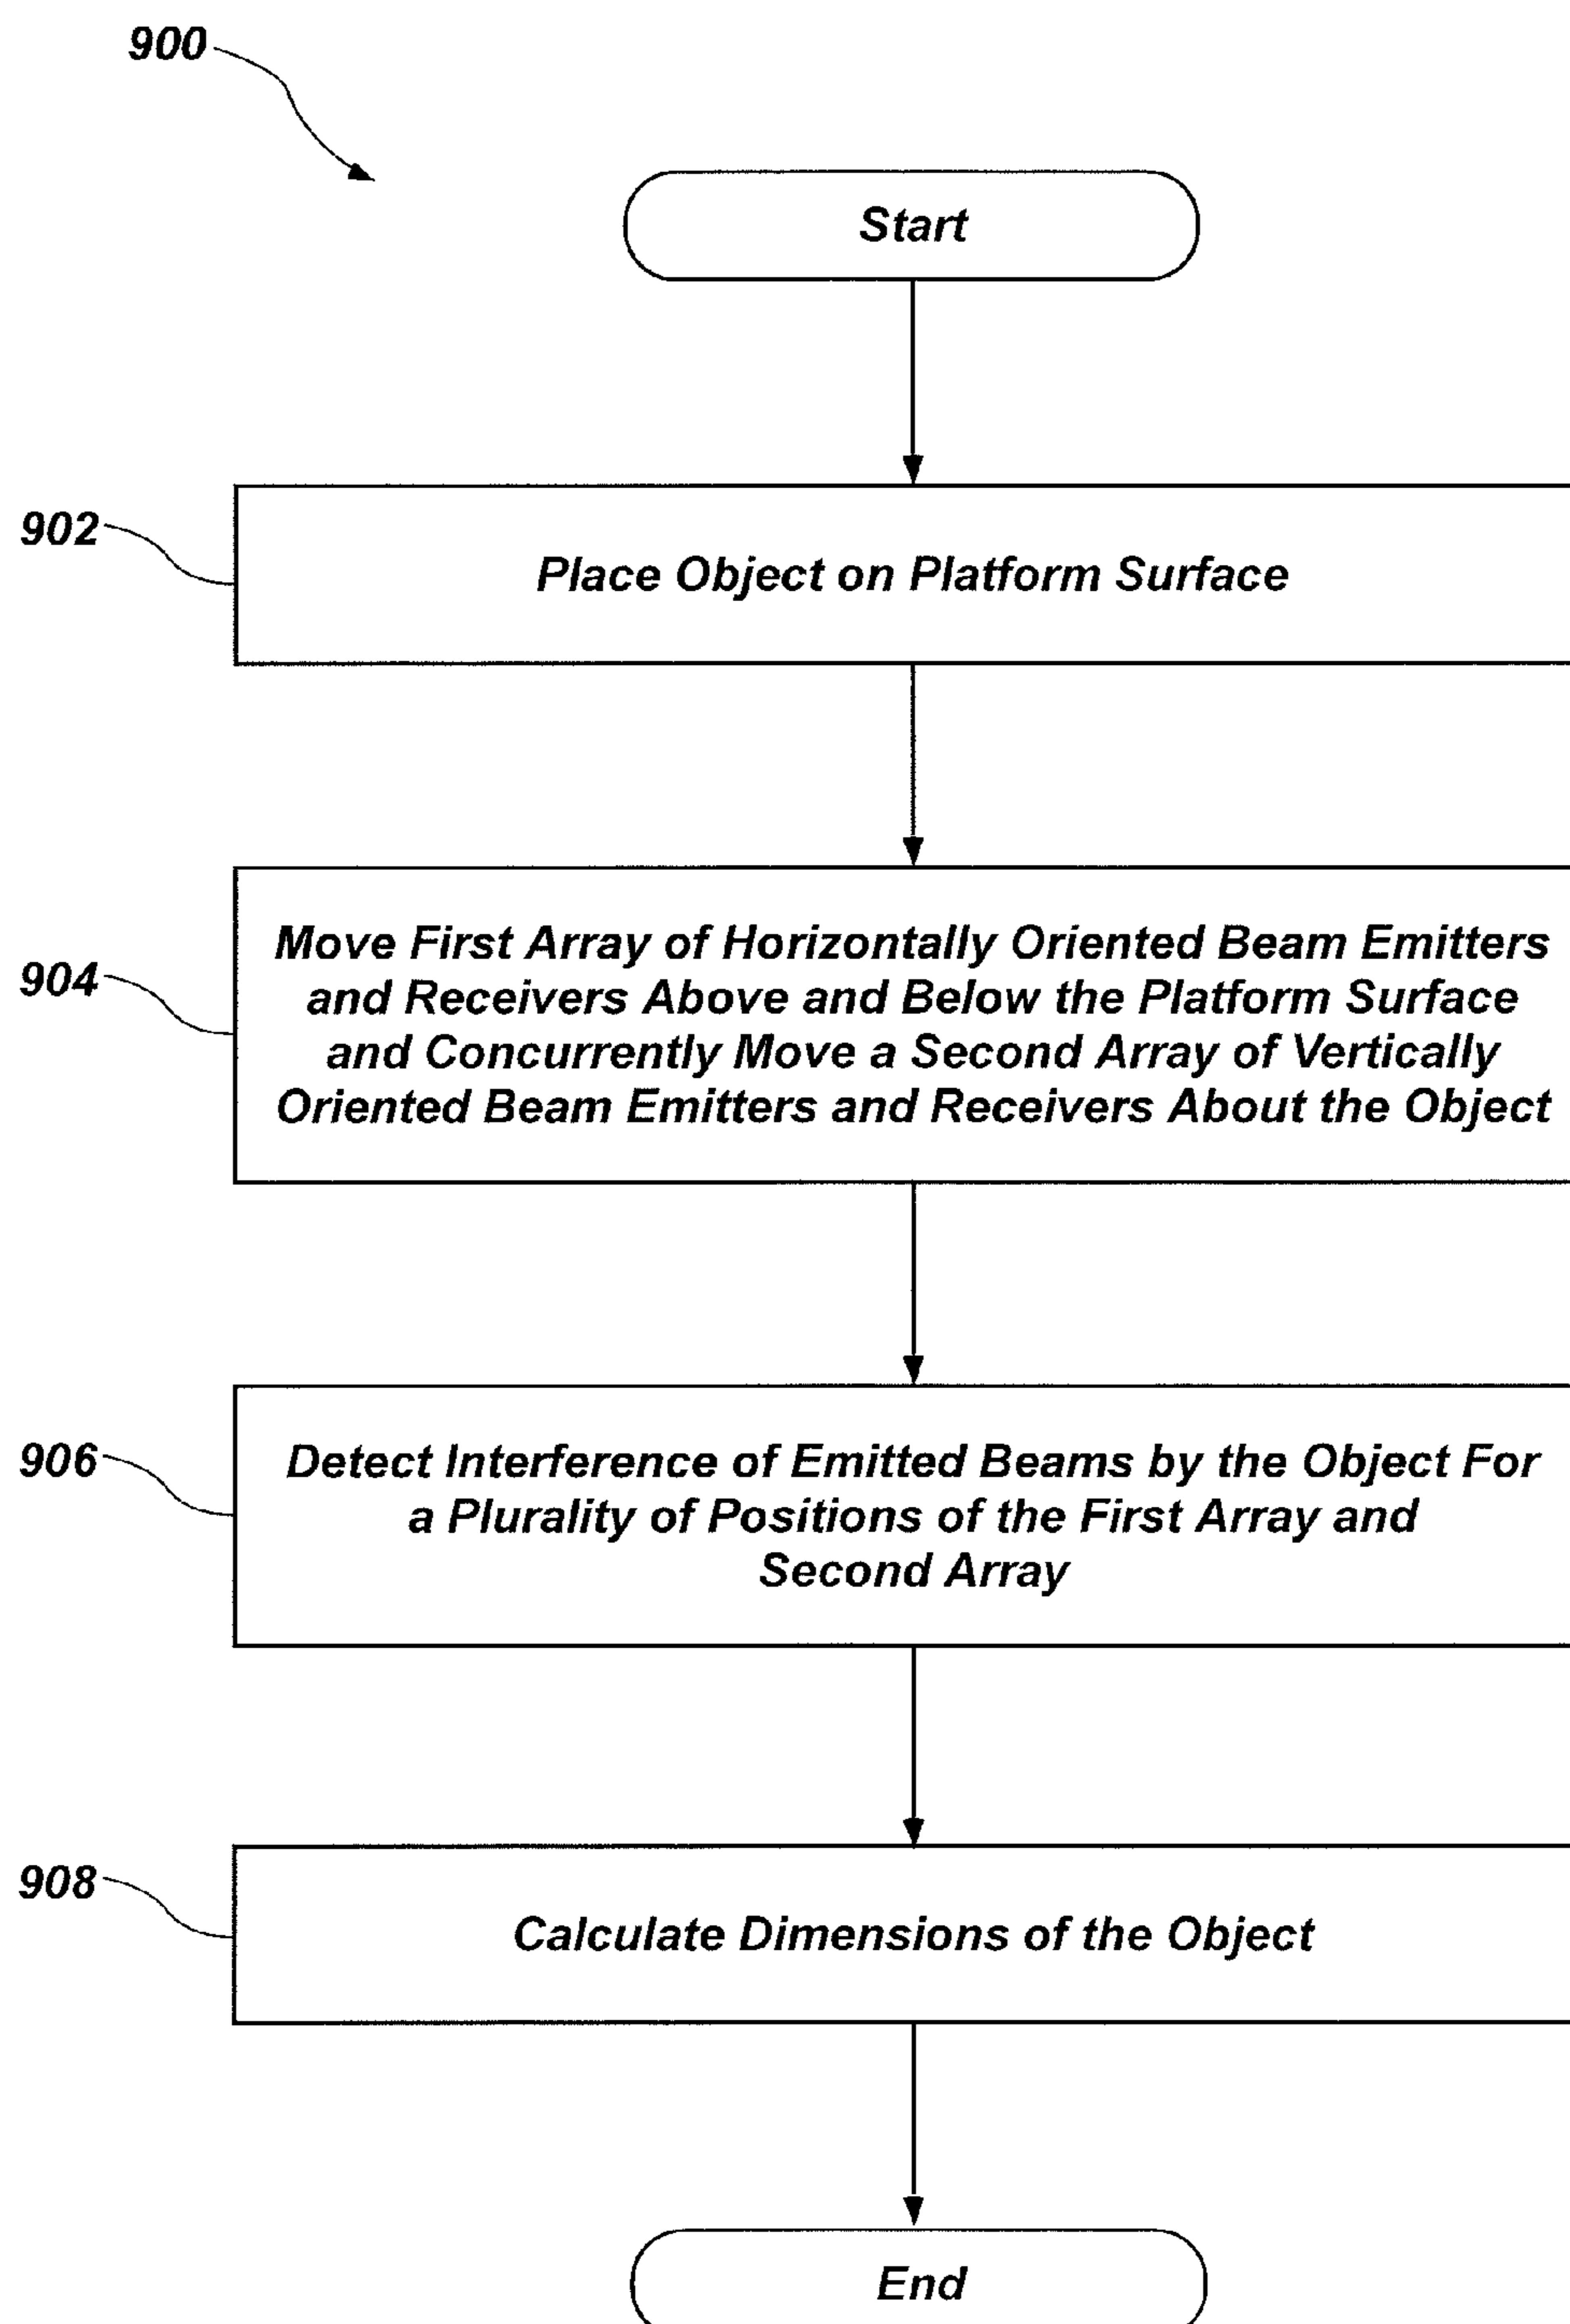 900
Start
902
Place Object on Platform Surface
904
Move First Array of Horizontally Oriented Beam Emitters
and Receivers Above and Below the Platform Surface
and Concurrently Move a Second Array of Vertically
Oriented Beam Emitters and Receivers About the Object
906
Detect Interference of Emitted Beams by the Object For
a Plurality of Positions of the First Array and
Second Array
908
Calculate Dimensions of the Object
End